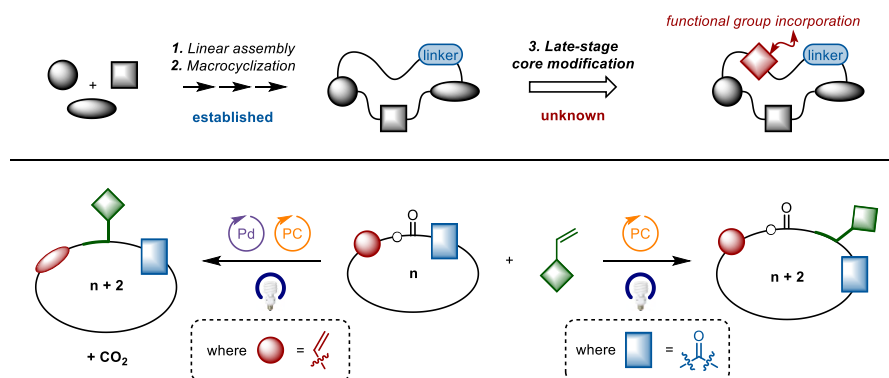 functional group incorporation
1. Linear assembly
2. Macrocyclization
linker
3. Late-stage
core modification
linker
+
established
unknown
Pd
PC
O
PC
O
n + 2
n
+
n + 2
+ CO2
where
=
where
=
O